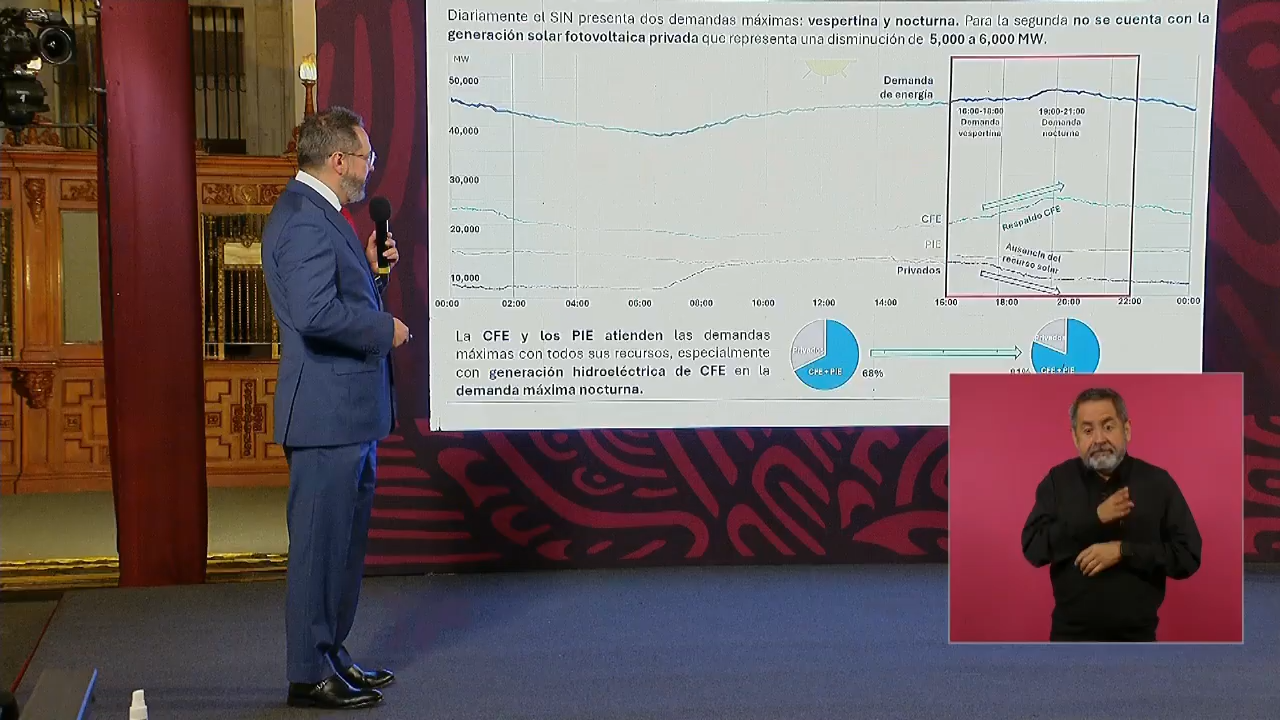 Diariamente el SIN presenta dos demandas máximas: vespertina y nocturna. Para la segunda no se cuenta con la
generación solar fotovoltaica privada que representa una disminución de 5,000 a 6,000 MW.
MW
50,000
40,000
30,000
20,000
10,000
Demanda
de energía
16:00-18:00
Demanda
vespertina
19:00-21:00
Demanda
nocturna
CFE
Respaldo CFE
PIE
Ausencia del
recurso solar
Privados
00:00 02:00 04:00 06:00 08:00 10:00 12:00 14:00 16:00 18:00 20:00 22:00 00:00
La CFE y los PIE atienden las demandas
máximas con todos sus recursos, especialmente
con generación hidroeléctrica de CFE en la
demanda máxima nocturna.
Privados
CFE + PIE
68%
Privados
CFE + PIE
1